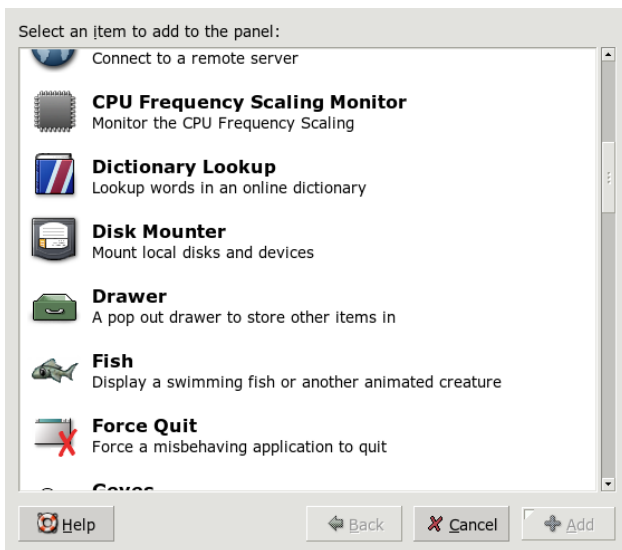 Select an item to add to the panel:
Connect to a remote server
CPU Frequency Scaling Monitor
Monitor the CPU Frequency Scaling
Dictionary Lookup
Lookup words in an online dictionary
Disk Mounter
Mount local disks and devices
Drawer
A pop out drawer to store other items in
Fish
Display a swimming fish or another animated creature
Force Quit
Force a misbehaving application to quit
Help
Back
Cancel
Add